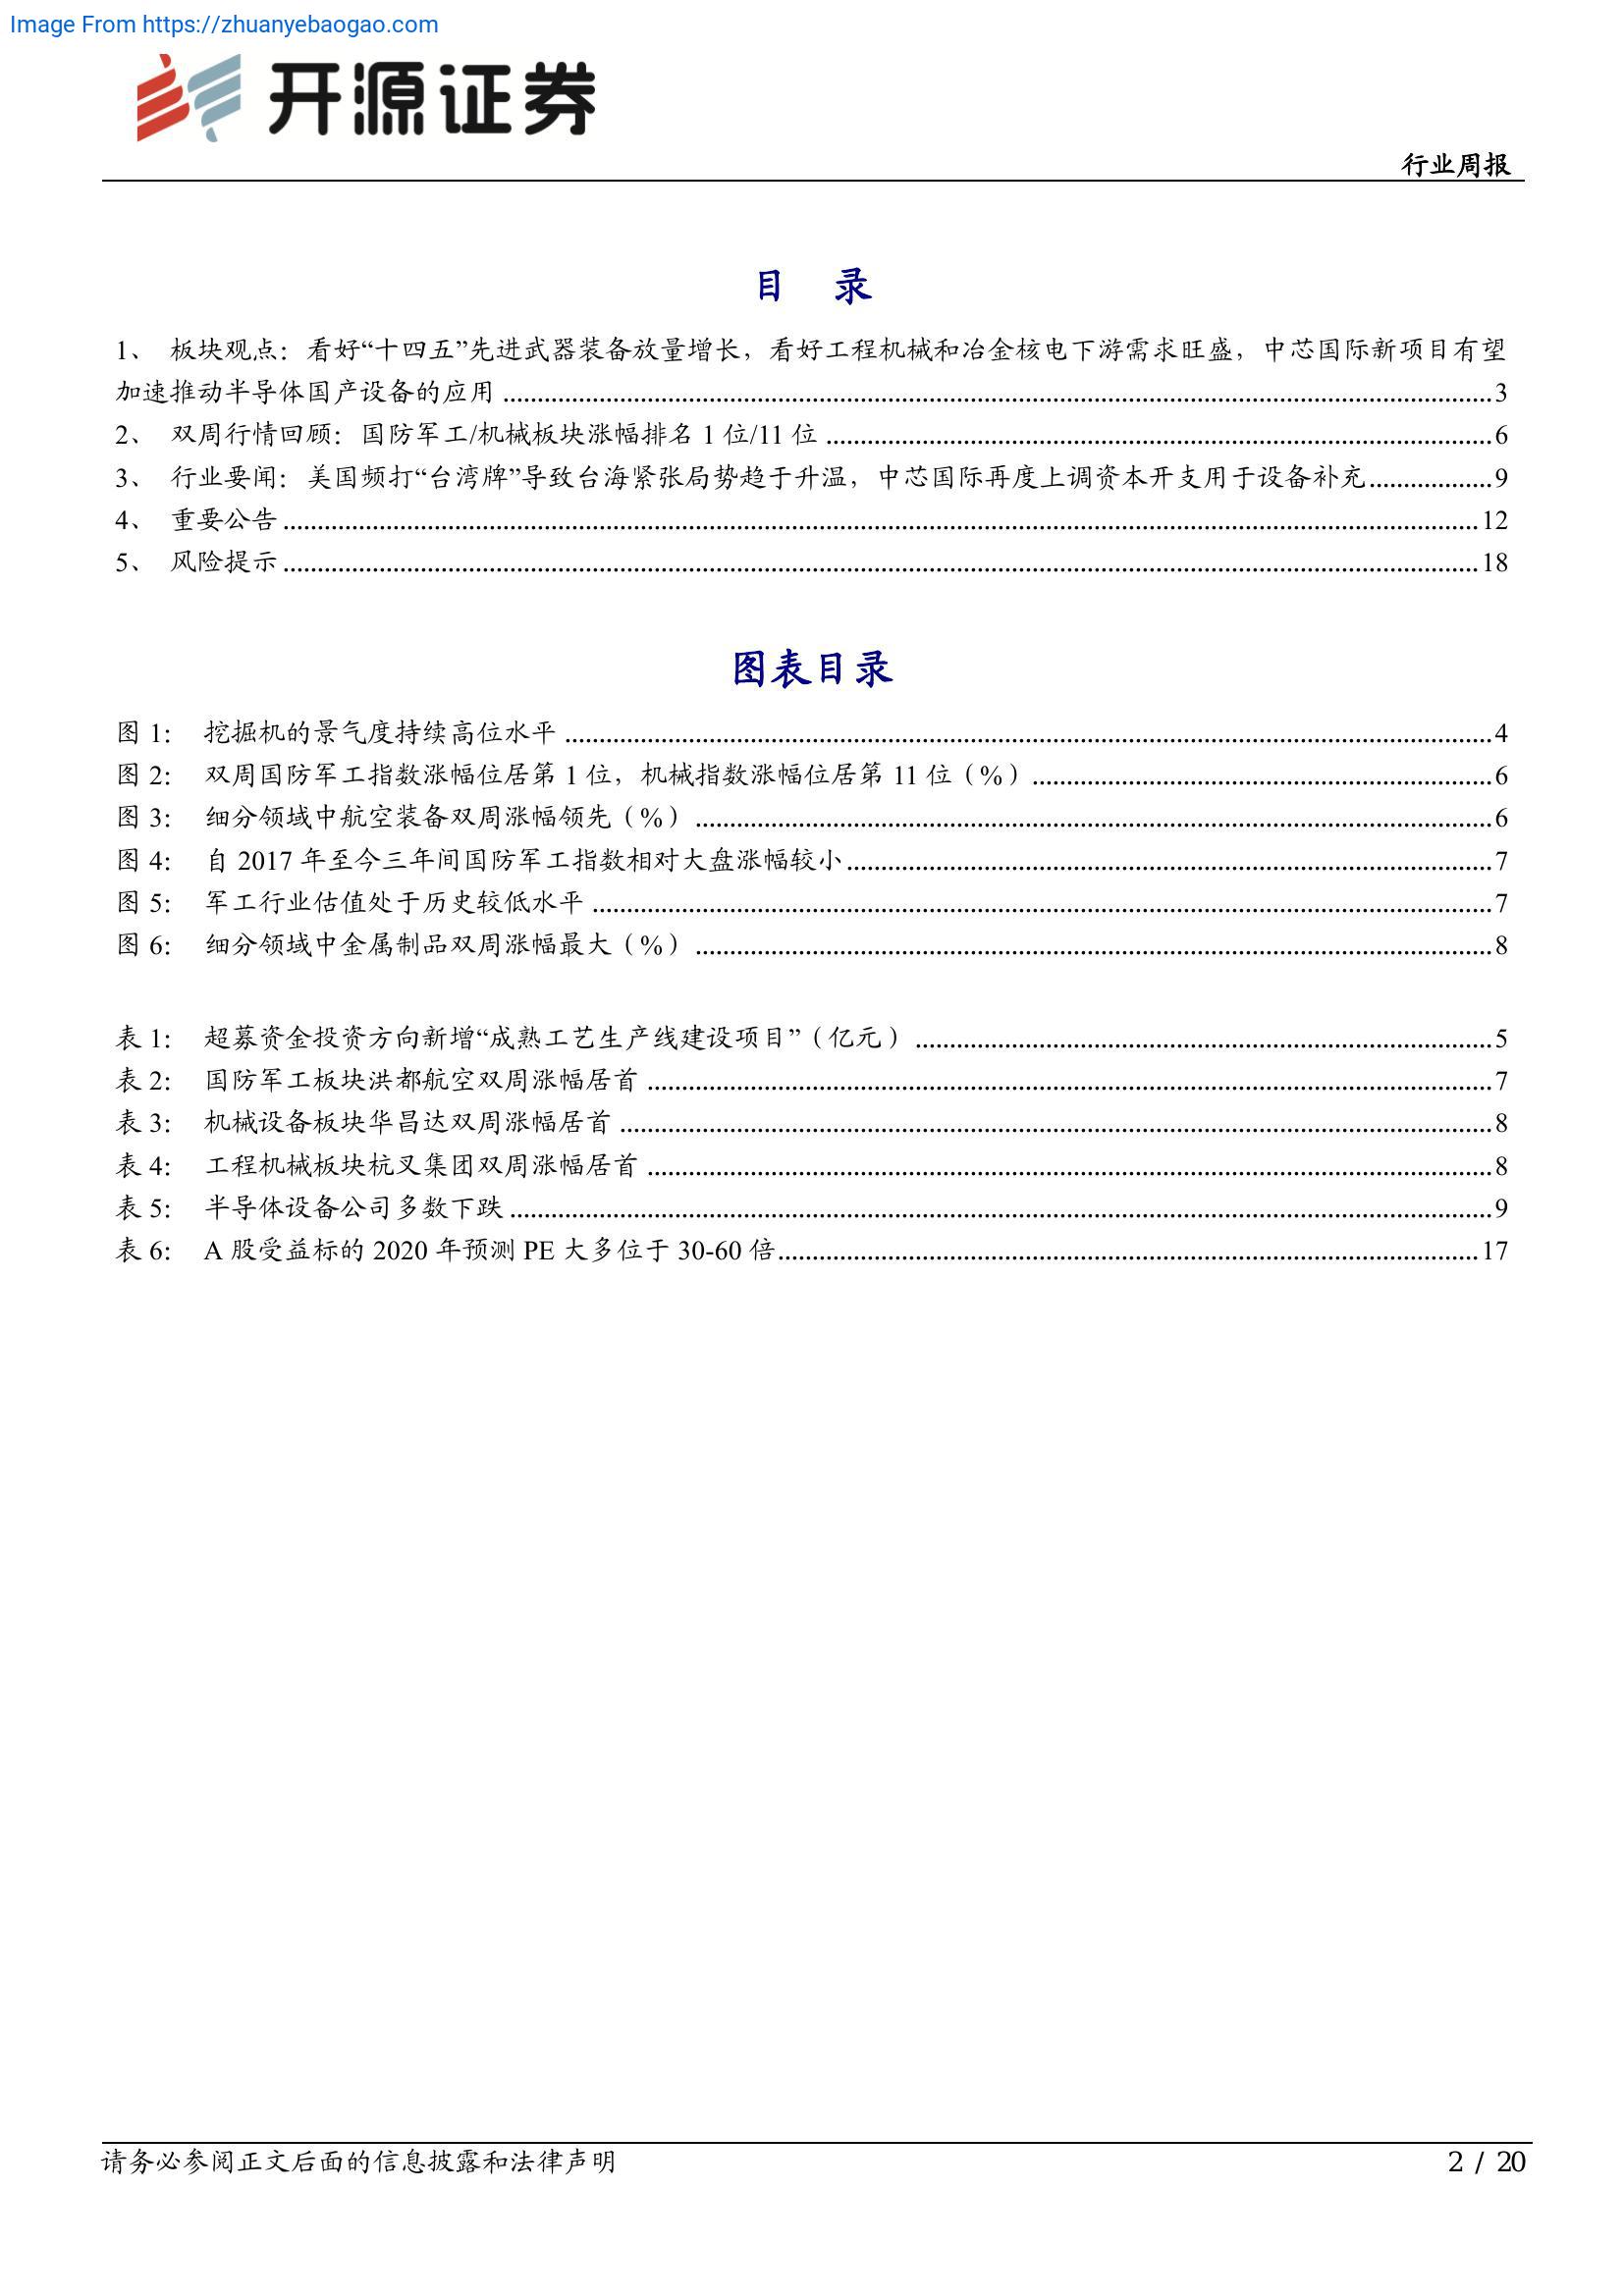 Image From https://zhuanyebaogao.com
开源证券
行业周报
目 录
1、 板块观点：看好“十四五”先进武器装备放量增长，看好工程机械和冶金核电下游需求旺盛，中芯国际新项目有望
加速推动半导体国产设备的应用 ........................................ 3
2、 双周行情回顾：国防军工/机械板块涨幅排名 1 位/11 位 ........................................ 6
3、 行业要闻：美国频打“台湾牌”导致台海紧张局势趋于升温，中芯国际再度上调资本开支用于设备补充 .................. 9
4、 重要公告 ........................................ 12
5、 风险提示 ........................................ 18
图表目录
图 1： 挖掘机的景气度持续高位水平 ........................................ 4
图 2： 双周国防军工指数涨幅位居第 1 位，机械指数涨幅位居第 11 位（%） ........................................ 6
图 3： 细分领域中航空装备双周涨幅领先（%） ........................................ 6
图 4： 自 2017 年至今三年间国防军工指数相对大盘涨幅较小 ........................................ 7
图 5： 军工行业估值处于历史较低水平 ........................................ 7
图 6： 细分领域中金属制品双周涨幅最大（%） ........................................ 8
表 1： 超募资金投资方向新增“成熟工艺生产线建设项目”（亿元） ........................................ 5
表 2： 国防军工板块洪都航空双周涨幅居首 ........................................ 7
表 3： 机械设备板块华昌达双周涨幅居首 ........................................ 8
表 4： 工程机械板块杭叉集团双周涨幅居首 ........................................ 8
表 5： 半导体设备公司多数下跌 ........................................ 9
表 6： A 股受益标的 2020 年预测 PE 大多位于 30-60 倍 ........................................ 17
请务必参阅正文后面的信息披露和法律声明
2 / 20